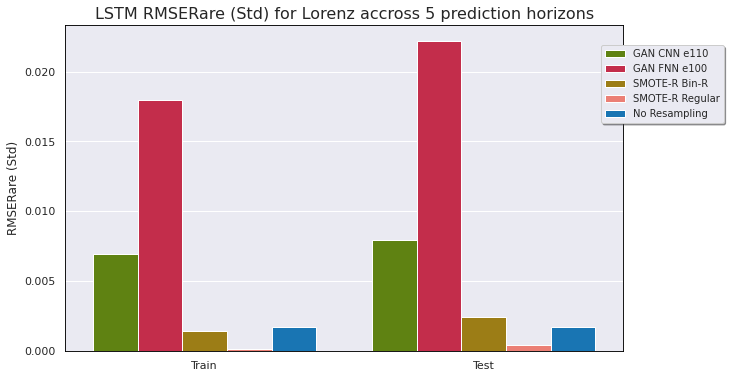 LSTM RMSERare (Std) for Lorenz accross 5 prediction horizons
GAN CNN e110
GAN FNN e100
SMOTE-R Bin-R
SMOTE-R Regular
No Resampling
RMSERare (Std)
0.020
0.015
0.010
0.005
0.000
Train
Test